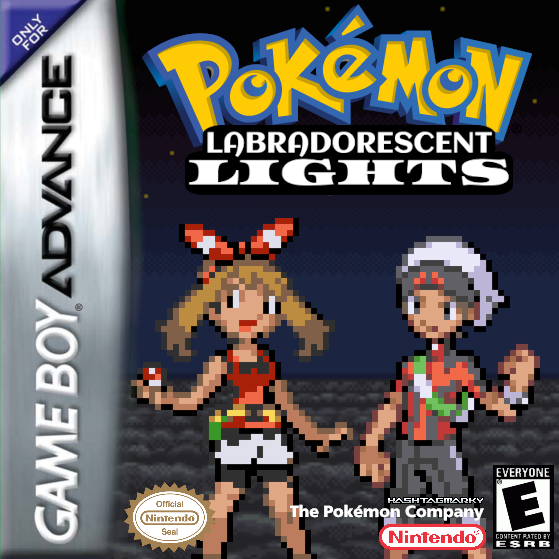 ONLY
FOR
GAME BOY ADVANCE
®
POKéMON
LABRADORESCENT
LIGHTS
HASHTAGMARKY
The Pokémon Company
Nintendo®
Official
Nintendo
Seal
EVERYONE
E
CONTENT RATED BY
ESRB